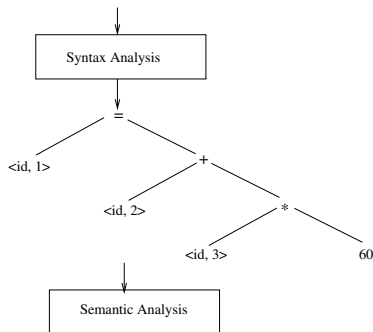 Syntax Analysis
=
<id, 1>
+
<id, 2>
*
<id, 3>
60
Semantic Analysis